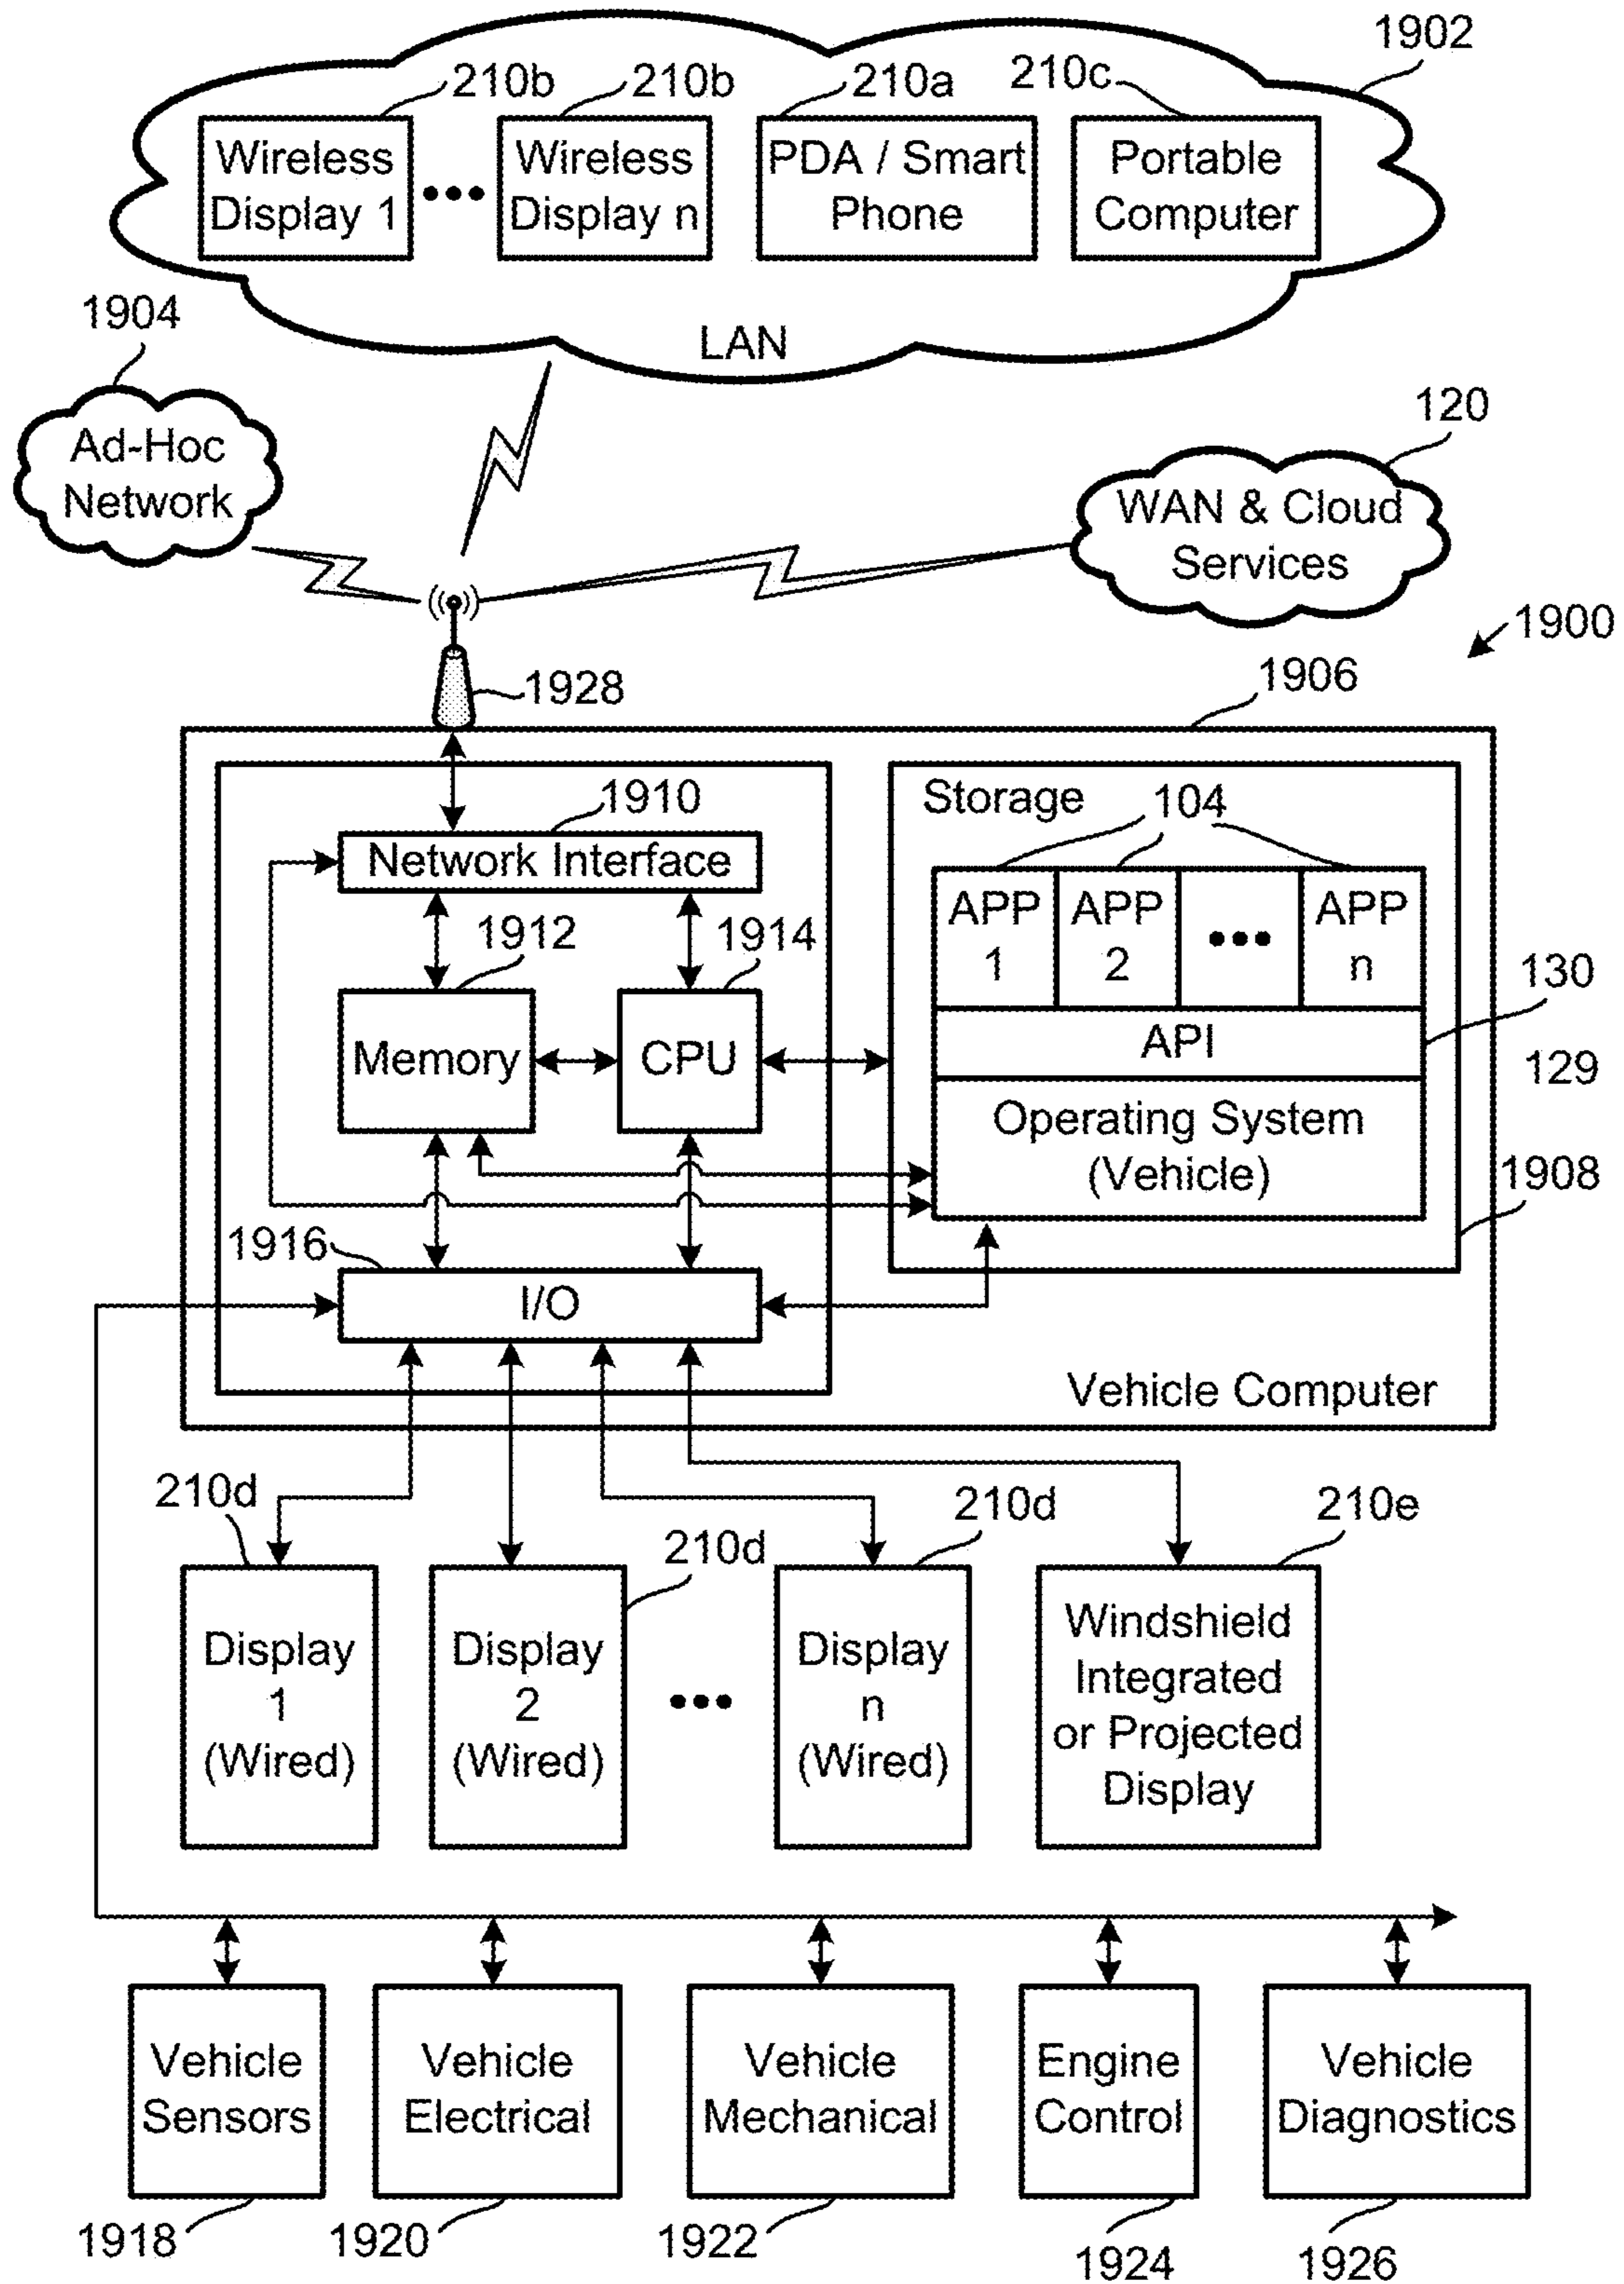 1902
210b
210b
210a
210c
Wireless
Display 1
Wireless
Display n
PDA / Smart
Phone
Portable
Computer
LAN
1904
Ad-Hoc
Network
120
WAN & Cloud
Services
1900
1928
1906
1910
Network Interface
1912
1914
Memory
CPU
Storage
104
APP
1
APP
2
APP
n
130
API
129
Operating System
(Vehicle)
1908
1916
I/O
Vehicle Computer
210d
210d
210d
210e
Display
1
(Wired)
Display
2
(Wired)
Display
n
(Wired)
Windshield
Integrated
or Projected
Display
Vehicle
Sensors
Vehicle
Electrical
Vehicle
Mechanical
Engine
Control
Vehicle
Diagnostics
1918
1920
1922
1924
1926